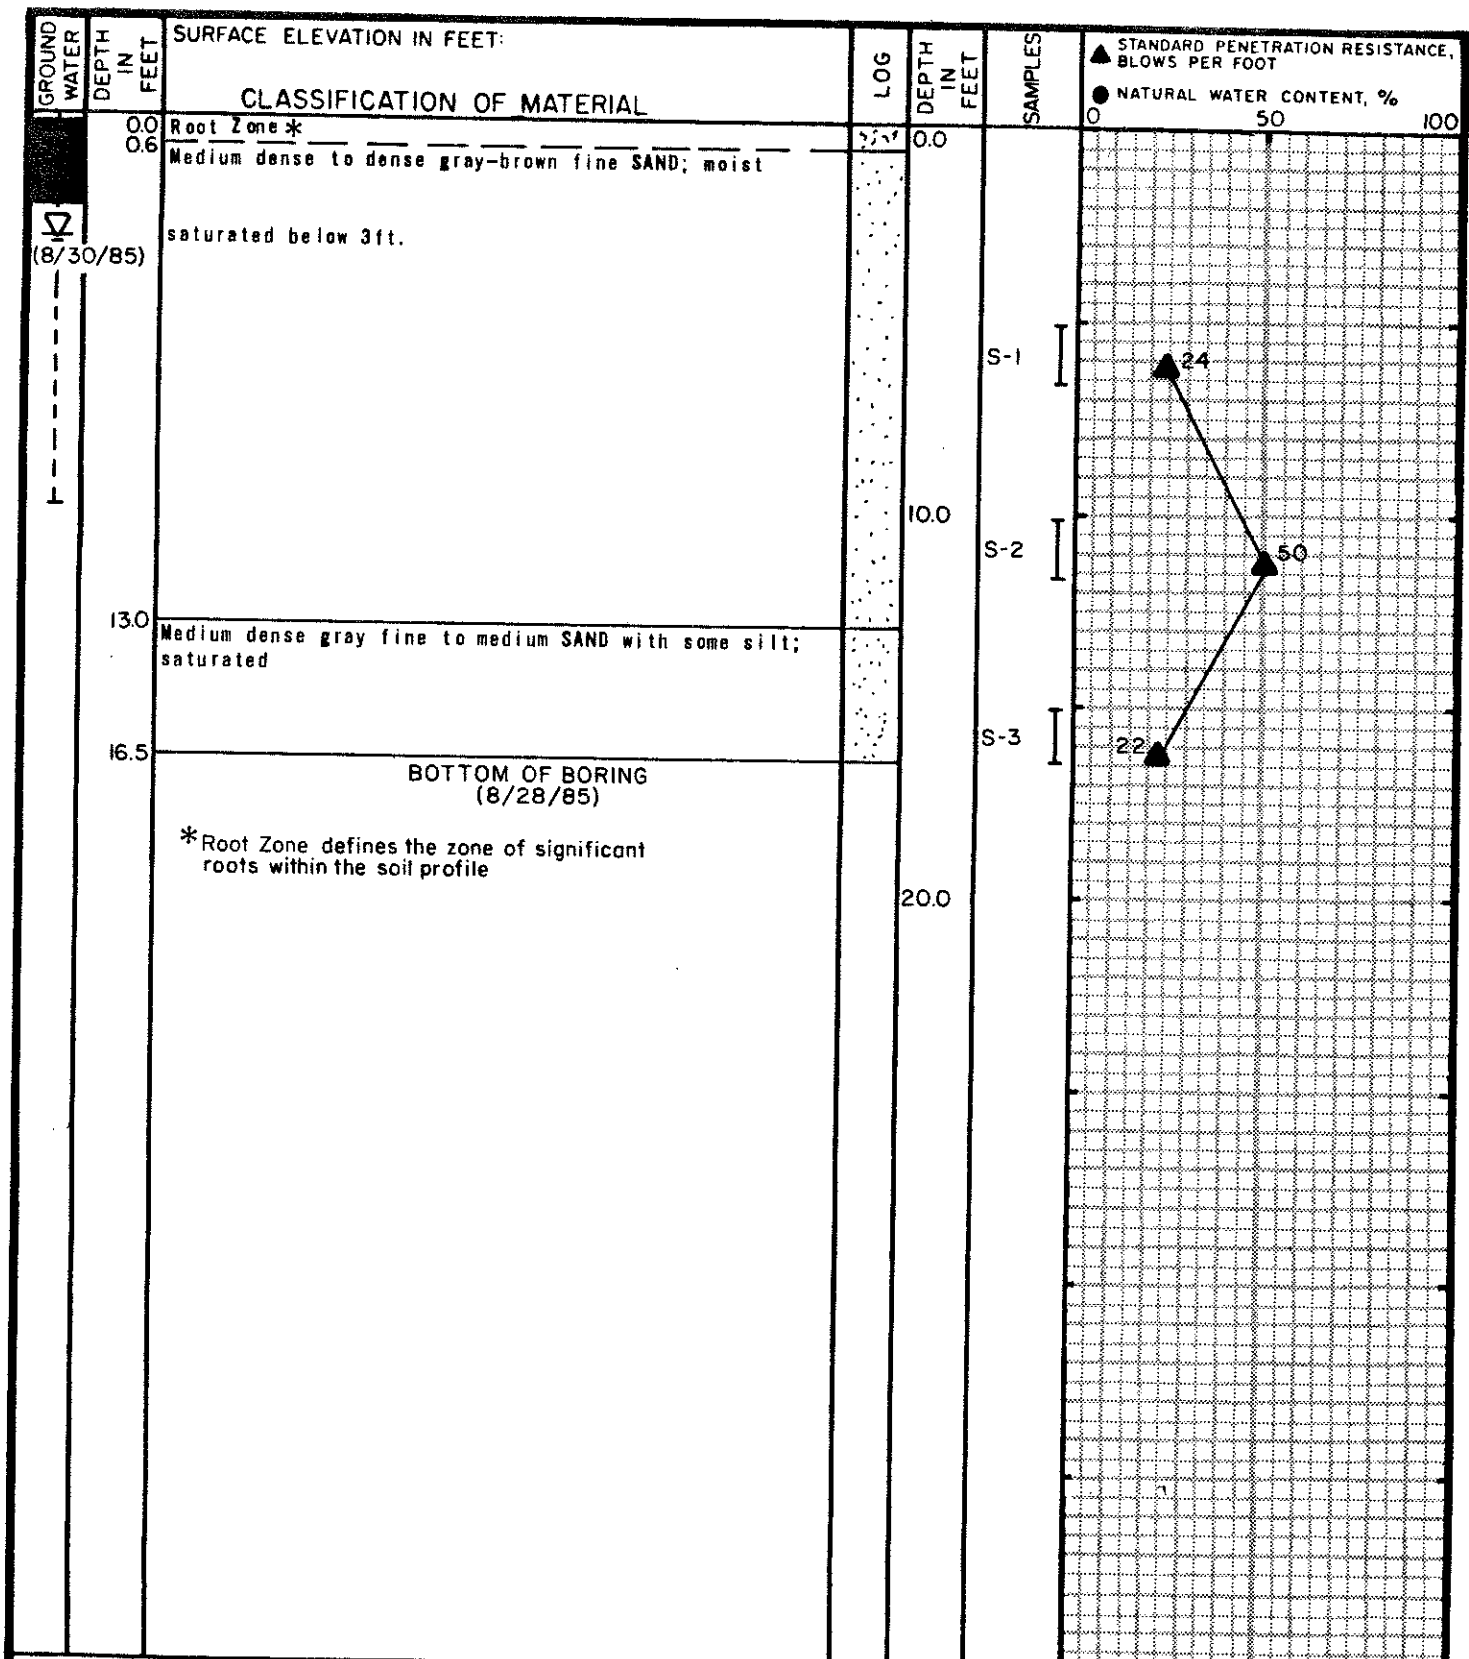 GROUND
WATER
DEPTH
IN
FEET
SURFACE ELEVATION IN FEET:
CLASSIFICATION OF MATERIAL
LOG
DEPTH
IN
FEET
SAMPLES
▲ STANDARD PENETRATION RESISTANCE,
BLOWS PER FOOT
● NATURAL WATER CONTENT, %
0 50 100
0.0 Root Zone * 0.0
0.6
Medium dense to dense gray-brown fine SAND; moist
saturated below 3ft.
(8/30/85)
S-1 24
10.0
S-2 50
13.0
Medium dense gray fine to medium SAND with some silt;
saturated
S-3 22
16.5
BOTTOM OF BORING
(8/28/85)
* Root Zone defines the zone of significant
roots within the soil profile
20.0